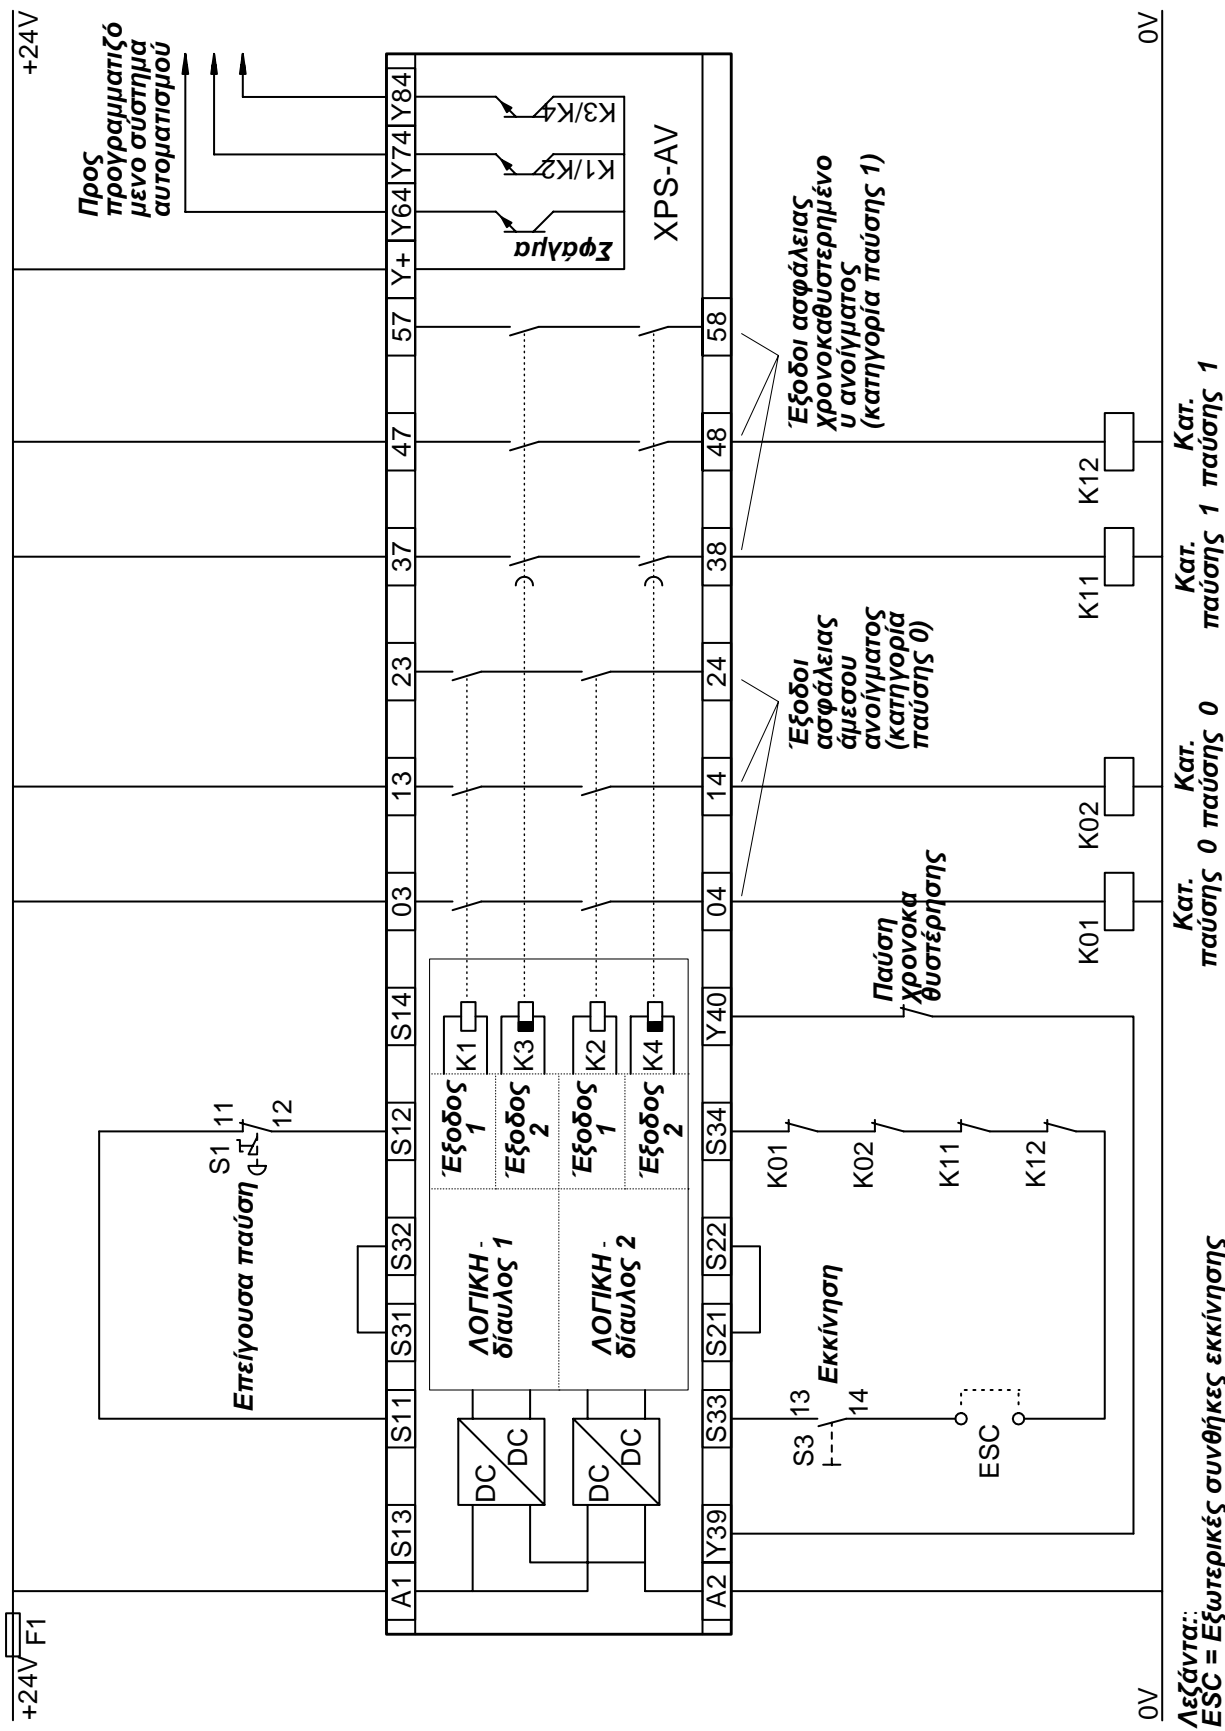 +24V
F1
+24V
Προς
προγραμματιζό
μενο σύστημα
αυτοματισμού
S1
11
12
Επείγουσα παύση
A1
S13
S11
S31
S32
S12
S14
03
13
23
37
47
57
Y+
Y64
Y74
Y84
DC
DC
DC
DC
ΛΟΓΙΚΗ -
δίαυλος 1
ΛΟΓΙΚΗ -
δίαυλος 2
Έξοδος
1
Έξοδος
2
Έξοδος
1
Έξοδος
2
K1
K3
K2
K4
Σφάλμα
K1/K2
K3/K4
XPS-AV
A2
Y39
S33
S21
S22
S34
Y40
04
14
24
38
48
58
S3
13
14
Εκκίνηση
ESC
K01
K02
K11
K12
Παύση
χρονοκα
θυστέρησης
Έξοδοι
ασφάλειας
άμεσου
ανοίγματος
(κατηγορία
παύσης 0)
Έξοδοι ασφάλειας
χρονοκαθυστερημένο
υ ανοίγματος
(κατηγορία παύσης 1)
K01
K02
K11
K12
0V
0V
Κατ.
παύσης 0
Κατ.
παύσης 0
Κατ.
παύσης 1
Κατ.
παύσης 1
Λεζάντα::
ESC = Εξωτερικές συνθήκες εκκίνησης